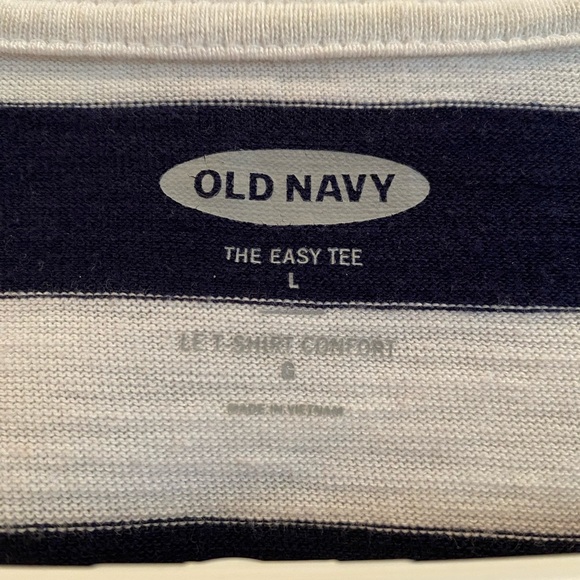 OLD NAVY
THE EASY TEE
L
LE T-SHIRT CONFORT
G
MADE IN VIETNAM